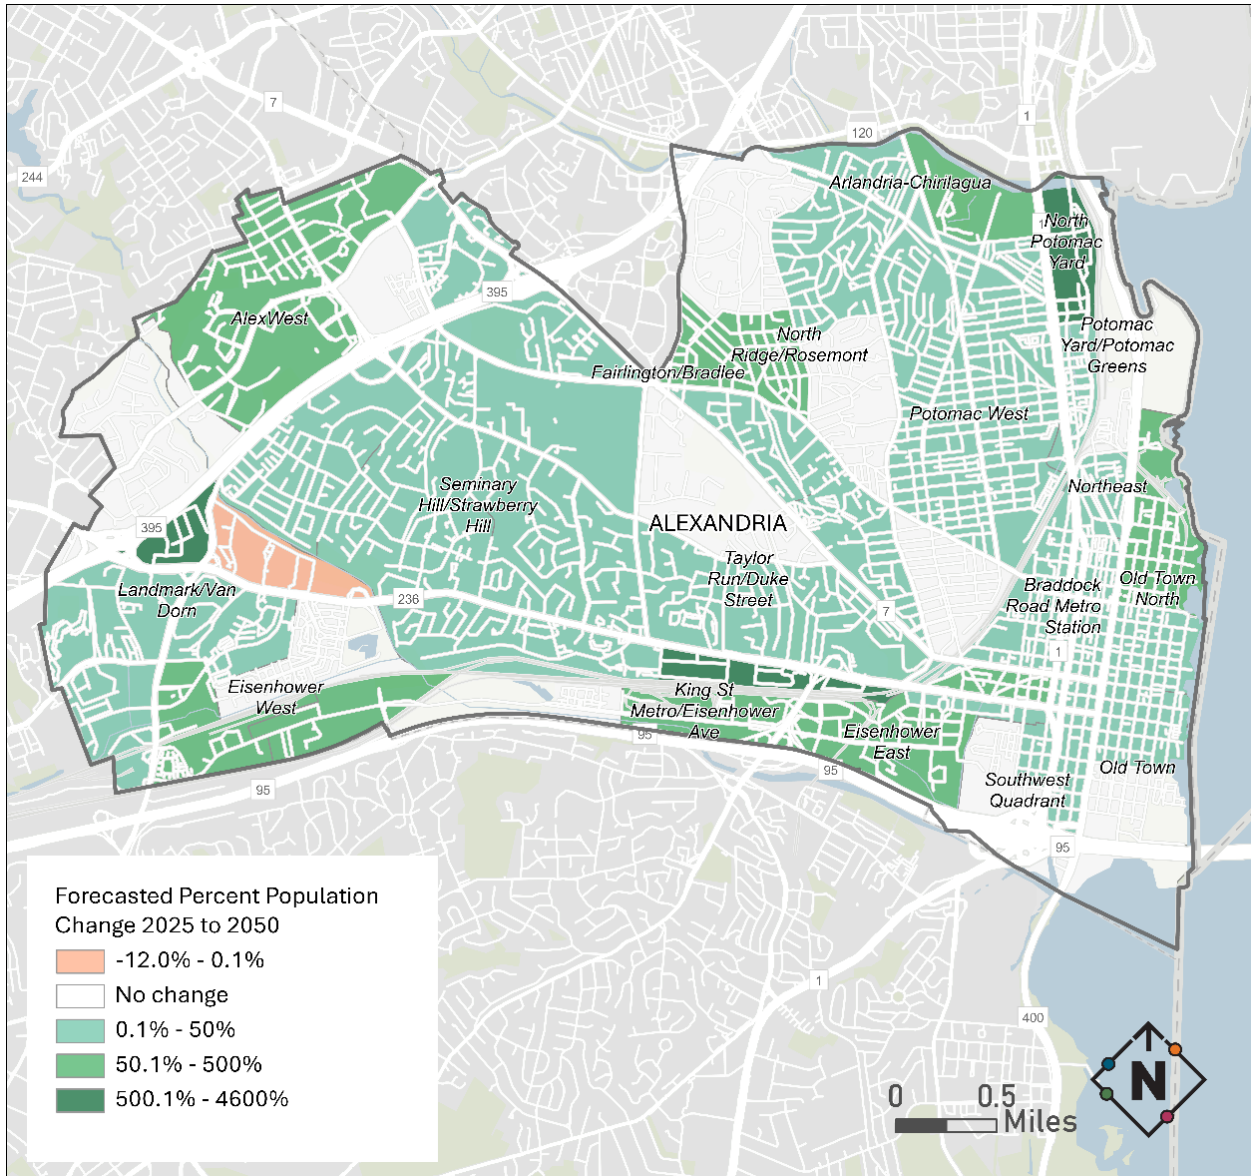 7
120
1
244
Arlandria-Chirilagua
1
North
Potomac
Yard
395
AlexWest
Potomac
Yard/Potomac
Greens
North
Ridge/Rosemont
Fairlington/Bradlee
Potomac West
Seminary
Hill/Strawberry
Hill
Northeast
ALEXANDRIA
395
Taylor
Run/Duke
Street
Landmark/Van
Dorn
236
7
Braddock
Road Metro
Station
Old Town
North
1
Eisenhower
West
King St
Metro/Eisenhower
Ave
Eisenhower
East
95
95
95
Southwest
Quadrant
Old Town
95
Forecasted Percent Population
Change 2025 to 2050
-12.0% - 0.1%
No change
0.1% - 50%
50.1% - 500%
500.1% - 4600%
1
400
N
0 0.5
Miles